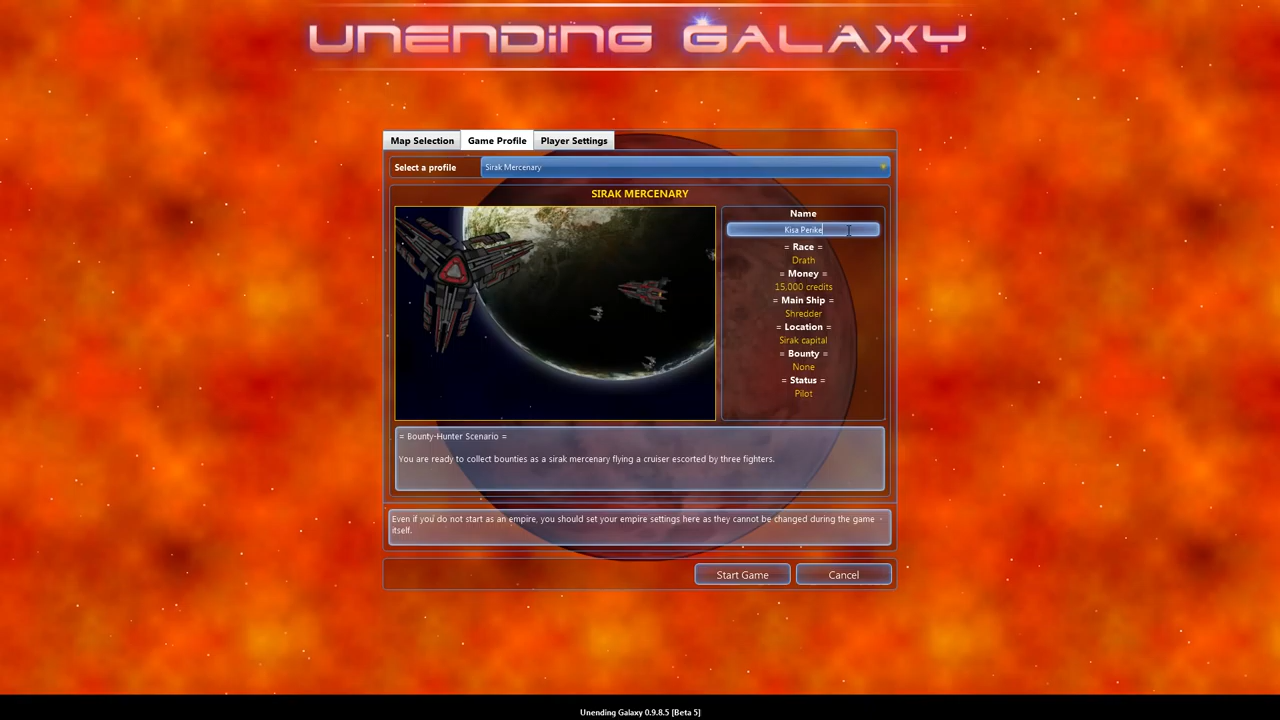 UNENDING GALAXY
Map Selection
Game Profile
Player Settings
Select a profile
Sirak Mercenary
SIRAK MERCENARY
Name
Kisa Perike
= Race =
Drath
= Money =
15,000 credits
= Main Ship =
Shredder
= Location =
Sirak capital
= Bounty =
None
= Status =
Pilot
= Bounty-Hunter Scenario =
You are ready to collect bounties as a sirak mercenary flying a cruiser escorted by three fighters.
Even if you do not start as an empire, you should set your empire settings here as they cannot be changed during the game
itself.
Start Game
Cancel
Unending Galaxy 0.9.8.5 [Beta 5]